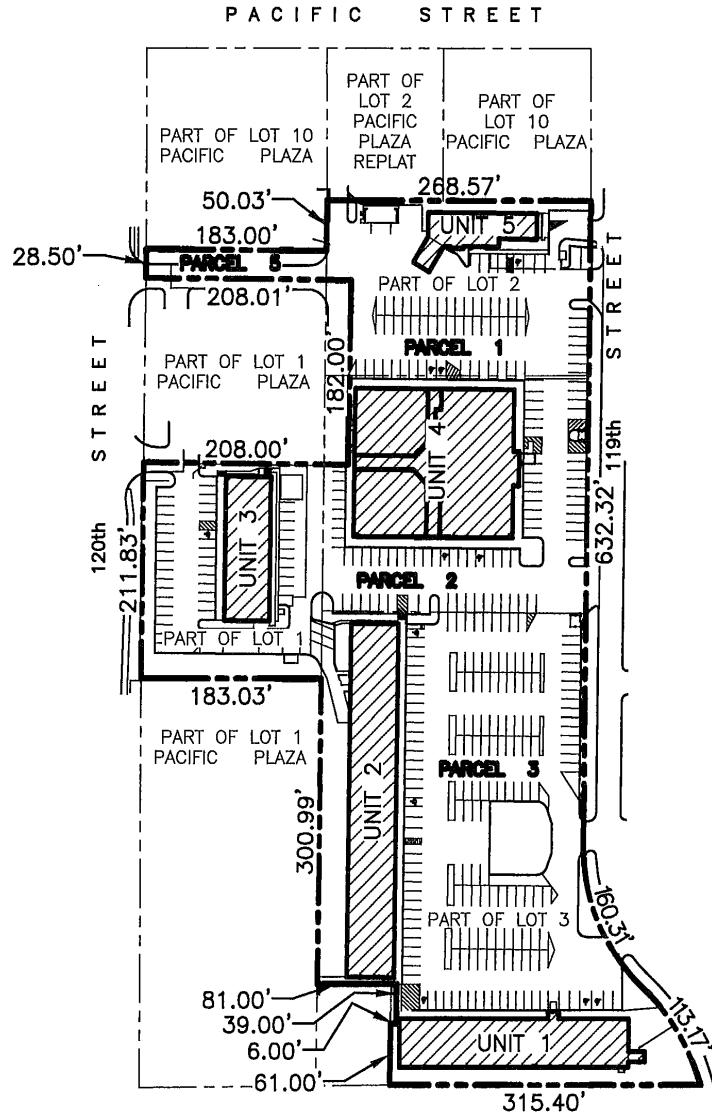 PACIFIC STREET
PART OF LOT 10
PACIFIC PLAZA
PART OF
LOT 2
PACIFIC
PLAZA
REPLAT
PART OF
LOT 10
PACIFIC PLAZA
268.57'
50.03'
183.00'
28.50'
PARCEL 5
208.01'
UNIT 5
PART OF LOT 2
PARCEL 1
119th STREET
PART OF LOT 1
PACIFIC PLAZA
182.00'
120th STREET
208.00'
UNIT 4
632.32'
211.83'
UNIT 3
PARCEL 2
PART OF LOT 1
183.03'
PART OF LOT 1
PACIFIC PLAZA
UNIT 2
PARCEL 3
300.99'
PART OF LOT 3
160.31'
81.00'
39.00'
6.00'
61.00'
UNIT 1
113.17'
315.40'